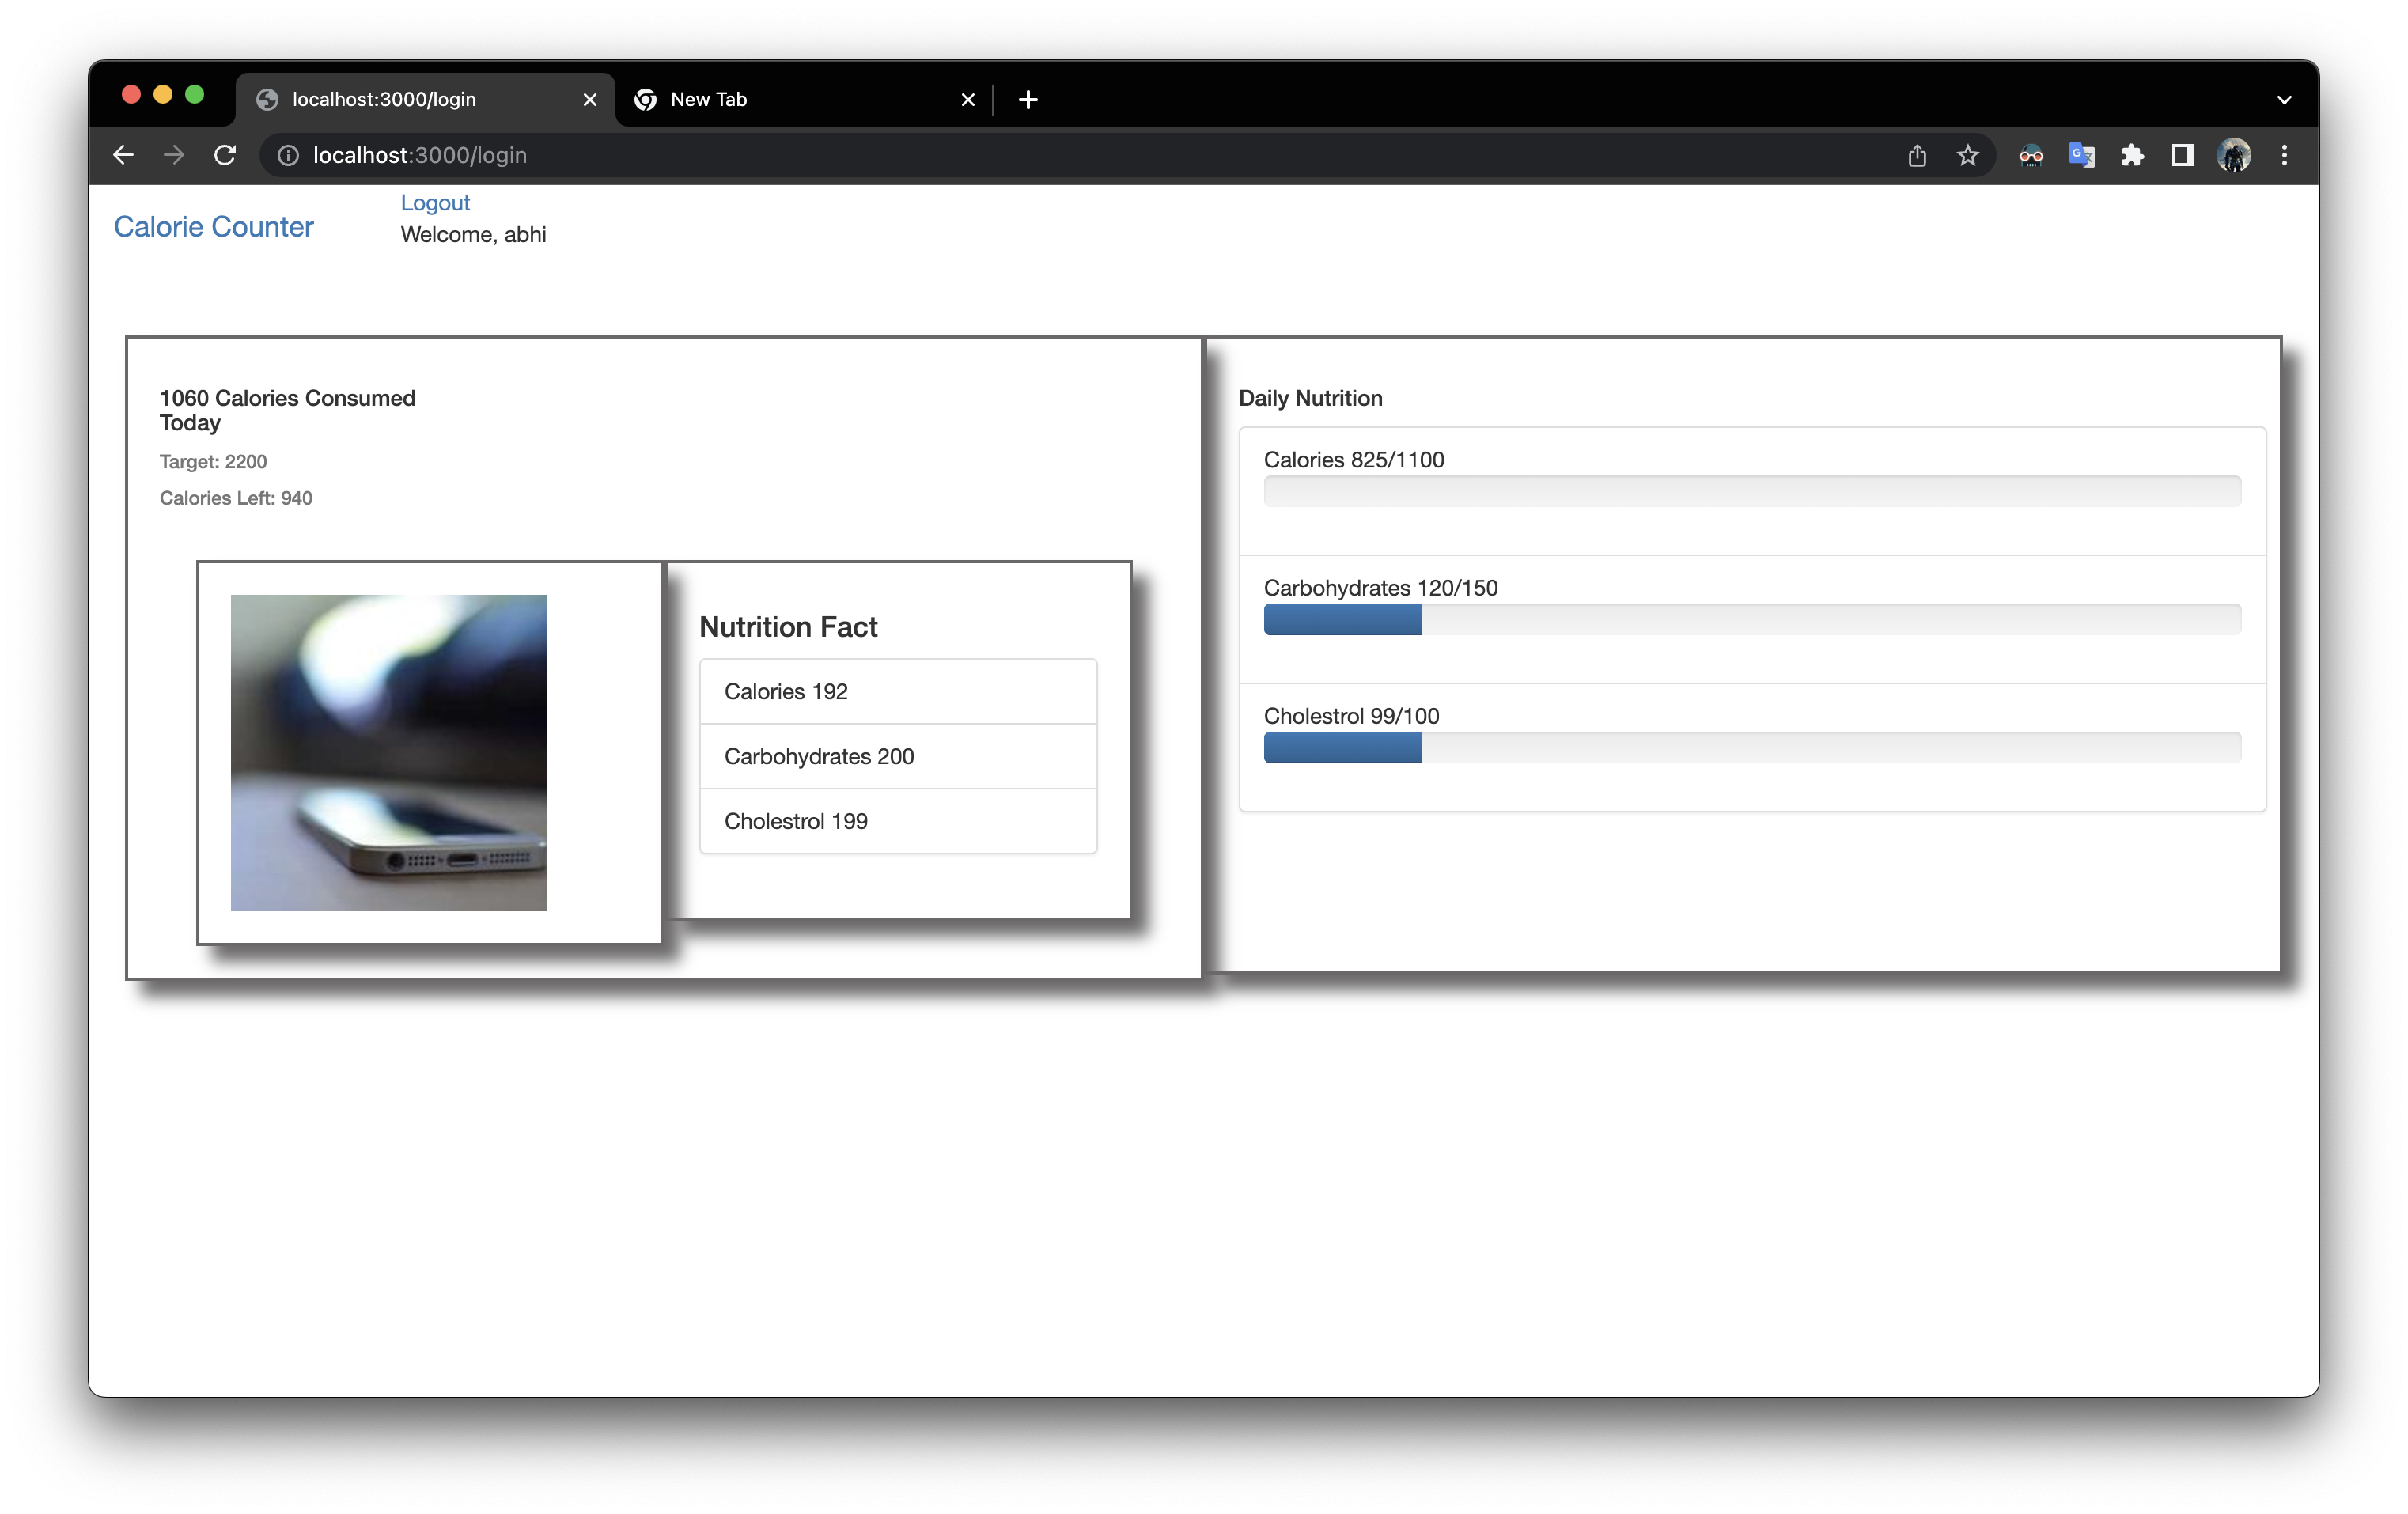 localhost:3000/login
New Tab
localhost:3000/login
Calorie Counter
Logout
Welcome, abhi
1060 Calories Consumed
Today
Target: 2200
Calories Left: 940
Nutrition Fact
Calories 192
Carbohydrates 200
Cholestrol 199
Daily Nutrition
Calories 825/1100
Carbohydrates 120/150
Cholestrol 99/100